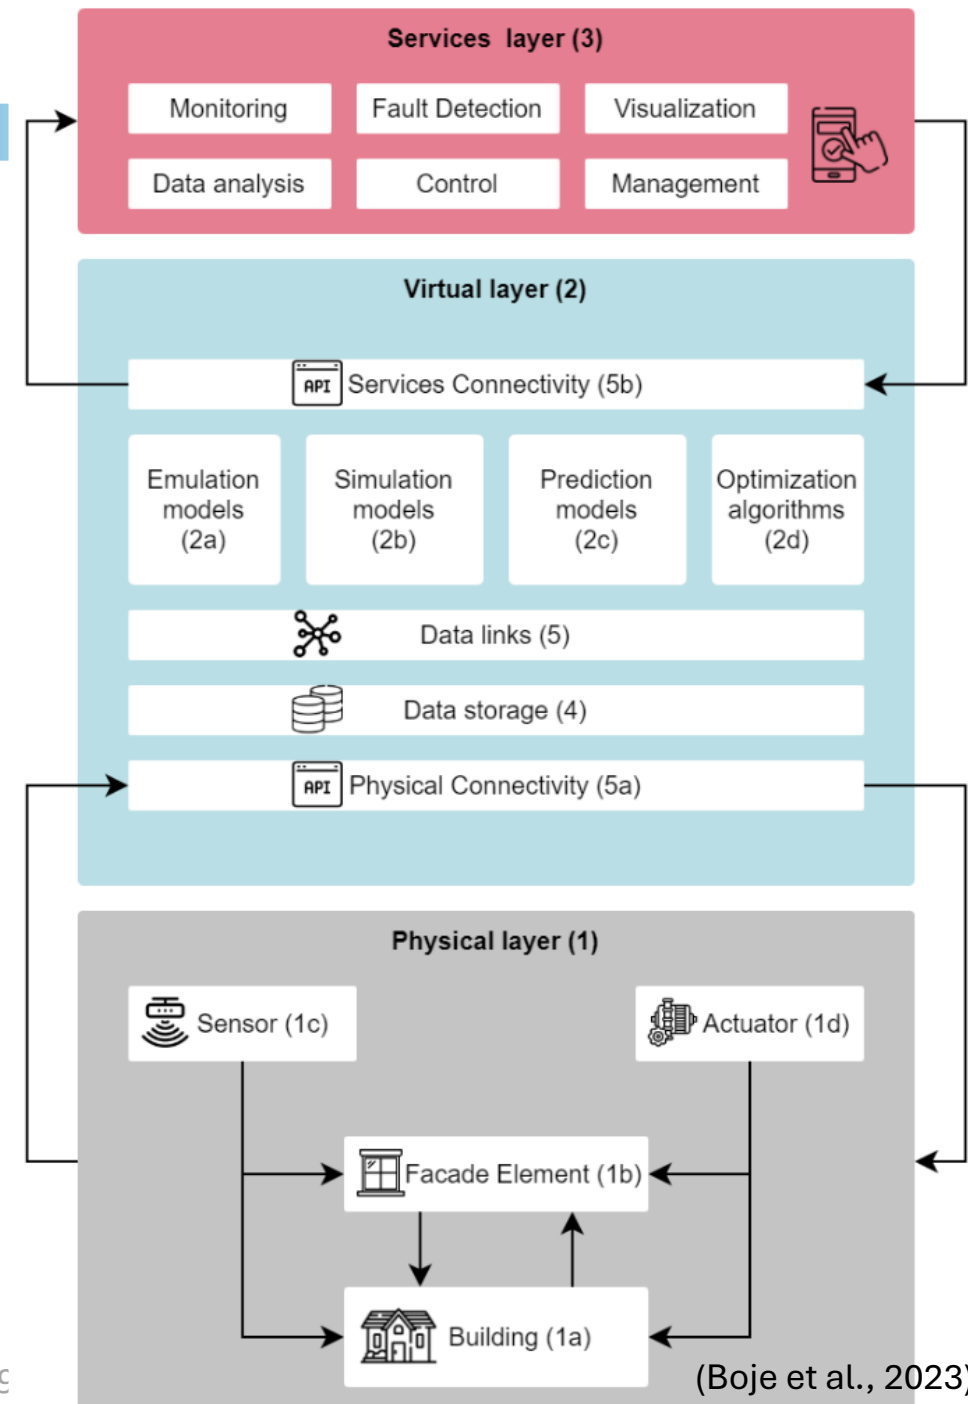 Services layer (3)
Monitoring
Fault Detection
Visualization
Data analysis
Control
Management
Virtual layer (2)
API
Services Connectivity (5b)
Emulation
models
(2a)
Simulation
models
(2b)
Prediction
models
(2c)
Optimization
algorithms
(2d)
Data links (5)
Data storage (4)
API
Physical Connectivity (5a)
Physical layer (1)
Sensor (1c)
Actuator (1d)
Facade Element (1b)
Building (1a)
(Boje et al., 2023)